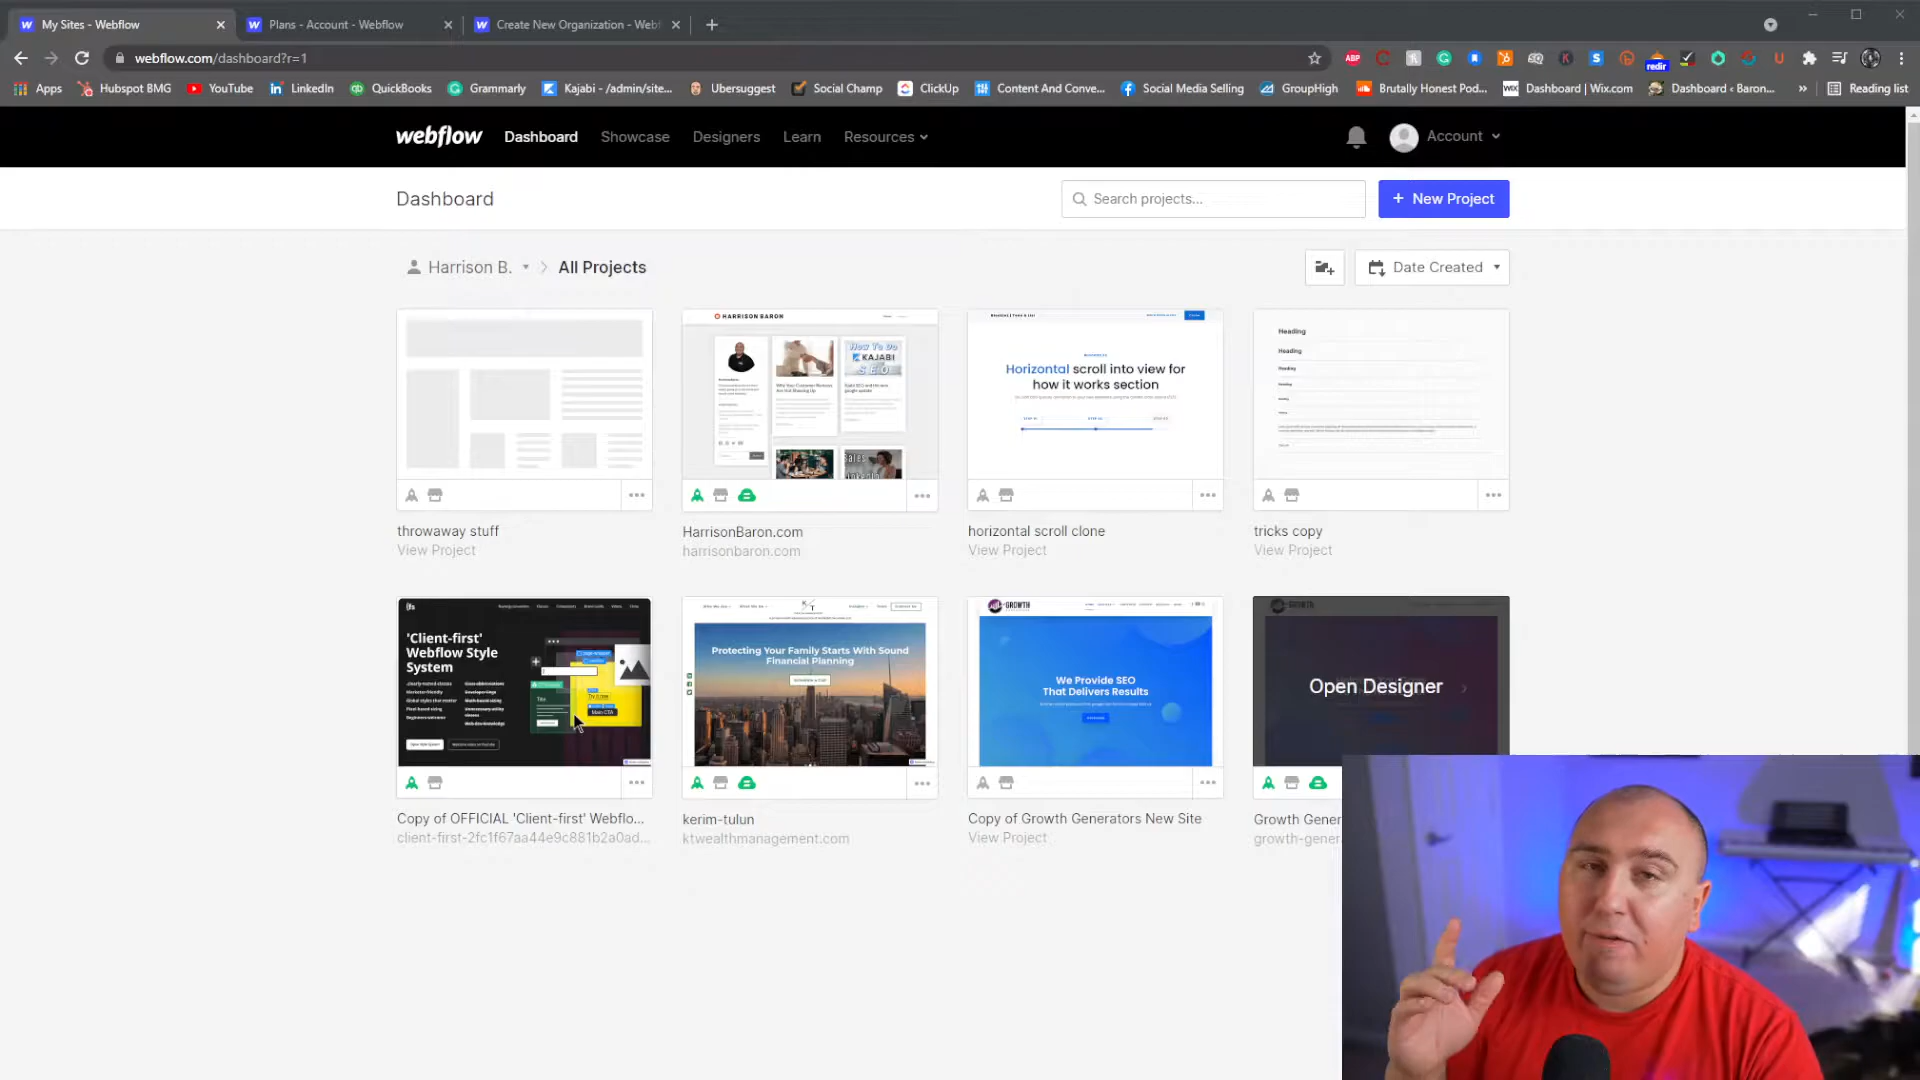 My Sites - Webflow
Plans - Account - Webflow
Create New Organization - Webf
webflow.com/dashboard?r=1
Apps
Hubspot BMG
YouTube
LinkedIn
QuickBooks
Grammarly
Kajabi - /admin/site...
Ubersuggest
Social Champ
ClickUp
Content And Conve...
Social Media Selling
GroupHigh
Brutally Honest Pod...
Dashboard | Wix.com
Dashboard ‹ Baron...
»
Reading list
webflow
Dashboard
Showcase
Designers
Learn
Resources
Account
Dashboard
Search projects...
+ New Project
Harrison B.
All Projects
Date Created
HARRISON BARON
How To Do
KAJABI
SEO
Horizontal scroll into view for
how it works section
Heading
Heading
Heading
throwaway stuff
View Project
HarrisonBaron.com
harrisonbaron.com
horizontal scroll clone
View Project
tricks copy
View Project
'Client-first'
Webflow Style
System
Protecting Your Family Starts With Sound
Financial Planning
GROWTH
We Provide SEO
That Delivers Results
Open Designer
Copy of OFFICIAL 'Client-first' Webflo...
client-first-2fc1f67aa44e9c881b2a0ad...
kerim-tulun
ktwealthmanagement.com
Copy of Growth Generators New Site
View Project
Growth Gener
growth-gener